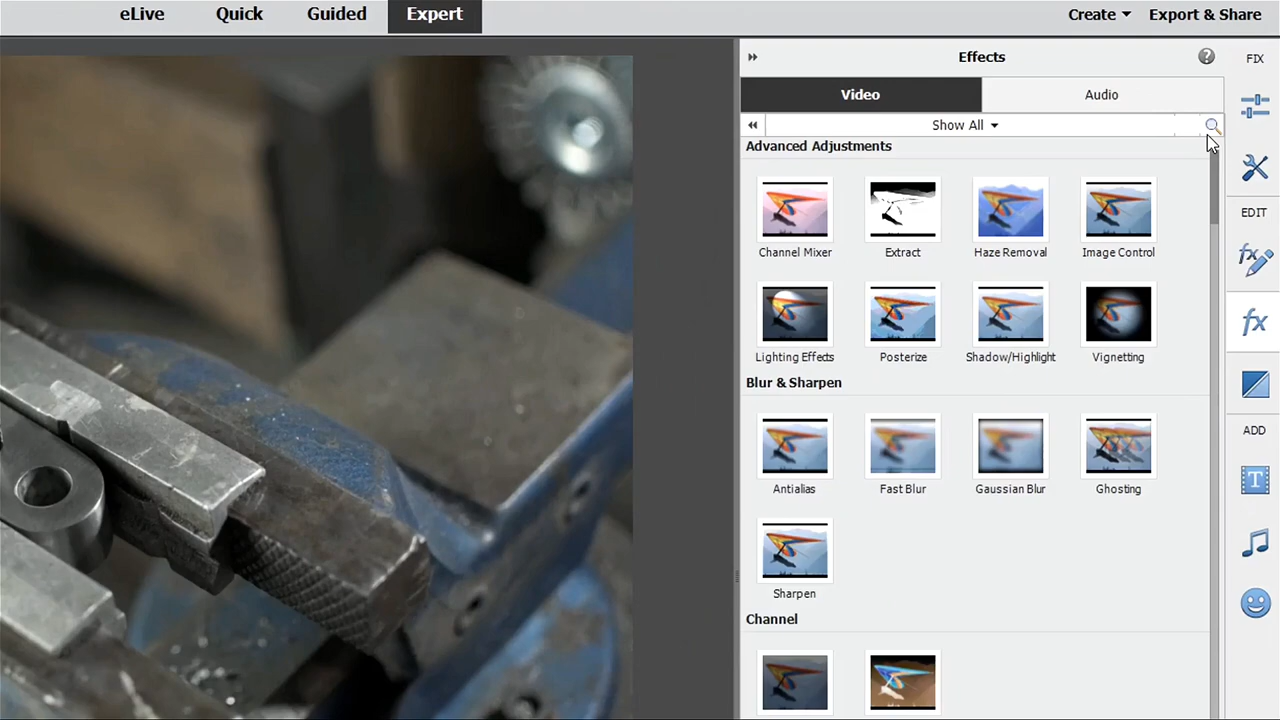 eLive Quick Guided Expert Create Export & Share
Effects FIX
Video Audio
Show All
Advanced Adjustments
EDIT
Channel Mixer Extract Haze Removal Image Control
fx
fx
Lighting Effects Posterize Shadow/Highlight Vignetting
Blur & Sharpen
ADD
T
Antialias Fast Blur Gaussian Blur Ghosting
Sharpen
Channel